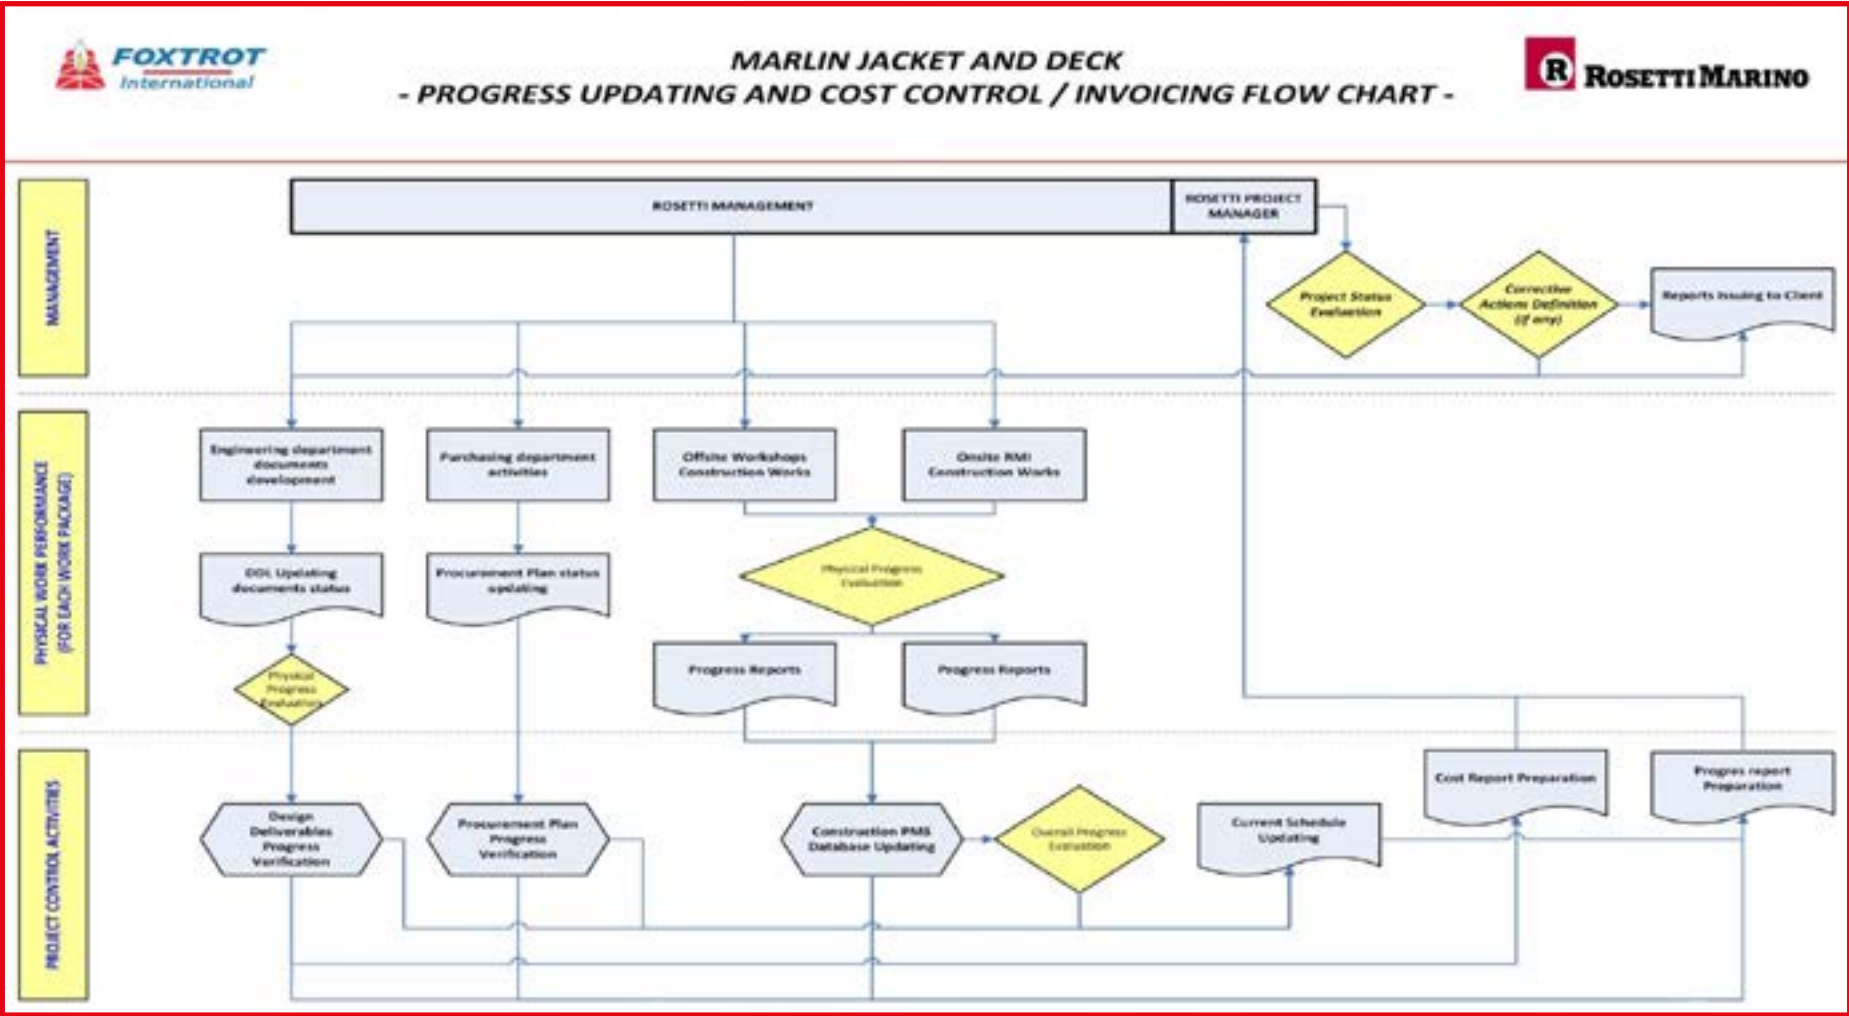 FOXTROT
International
MARLIN JACKET AND DECK
- PROGRESS UPDATING AND COST CONTROL / INVOICING FLOW CHART -
R ROSETTI MARINO
MANAGEMENT
ROSETTI MANAGEMENT
ROSETTI PROJECT
MANAGER
Project Status
Evaluation
Corrective
Actions Definition
(if any)
Reports Issuing to Client
PHYSICAL WORK PERFORMANCE
(FOR EACH WORK PACKAGE)
Engineering department
documents
development
Purchasing department
activities
Offsite Workshops
Construction Works
Onsite RMI
Construction Works
DDL Updating
documents status
Procurement Plan status
updating
Physical Progress
Evaluation
Physical
Progress
Evaluation
Progress Reports
Progress Reports
PROJECT CONTROL ACTIVITIES
Design
Deliverables
Progress
Verification
Procurement Plan
Progress
Verification
Construction PMS
Database Updating
Overall Progress
Evaluation
Current Schedule
Updating
Cost Report Preparation
Progres report
Preparation